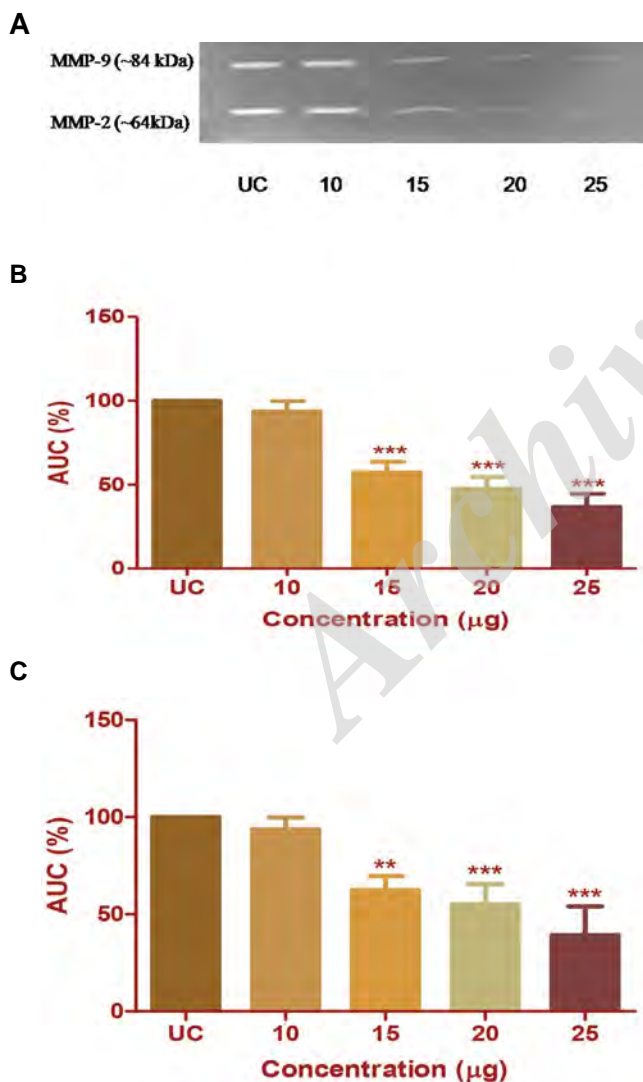 A
MMP-9 (~84 kDa)
MMP-2 (~64kDa)
UC 10 15 20 25
B
150
100
50
0
AUC (%)
***
***
***
UC 10 15 20 25
Concentration (µg)
C
150
100
50
0
AUC (%)
**
***
***
UC 10 15 20 25
Concentration (µg)
Archiv